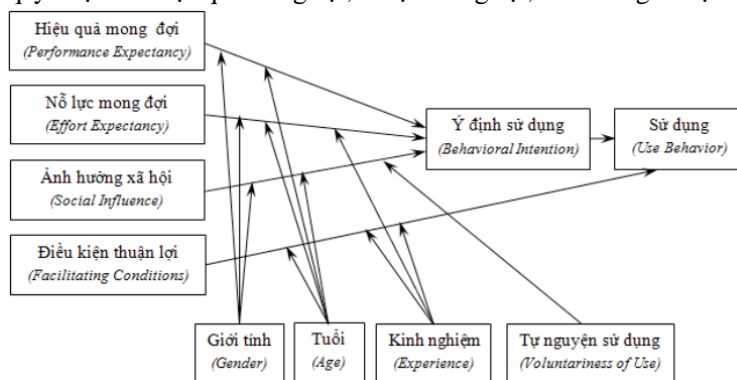 Hiệu quả mong đợi
(Performance Expectancy)
Nỗ lực mong đợi
(Effort Expectancy)
Ảnh hưởng xã hội
(Social Influence)
Điều kiện thuận lợi
(Facilitating Conditions)
Ý định sử dụng
(Behavioral Intention)
Sử dụng
(Use Behavior)
Giới tính
(Gender)
Tuổi
(Age)
Kinh nghiệm
(Experience)
Tự nguyện sử dụng
(Voluntariness of Use)